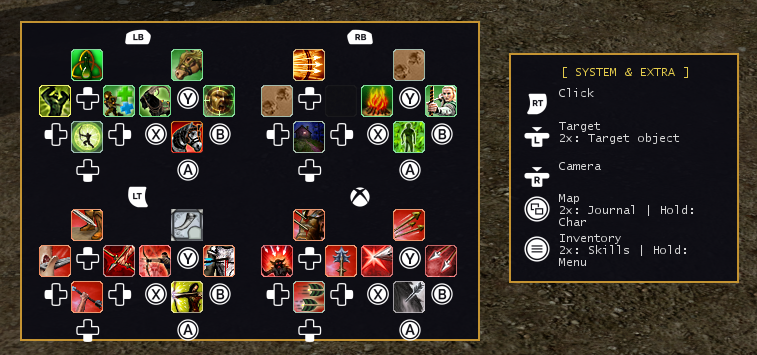 LB
RB
Y
Y
X
B
X
B
A
A
LT
Y
Y
X
B
X
B
A
A
[ SYSTEM & EXTRA ]
RT
Click
L
Target
2x: Target object
R
Camera
Map
2x: Journal | Hold:
Char
Inventory
2x: Skills | Hold:
Menu